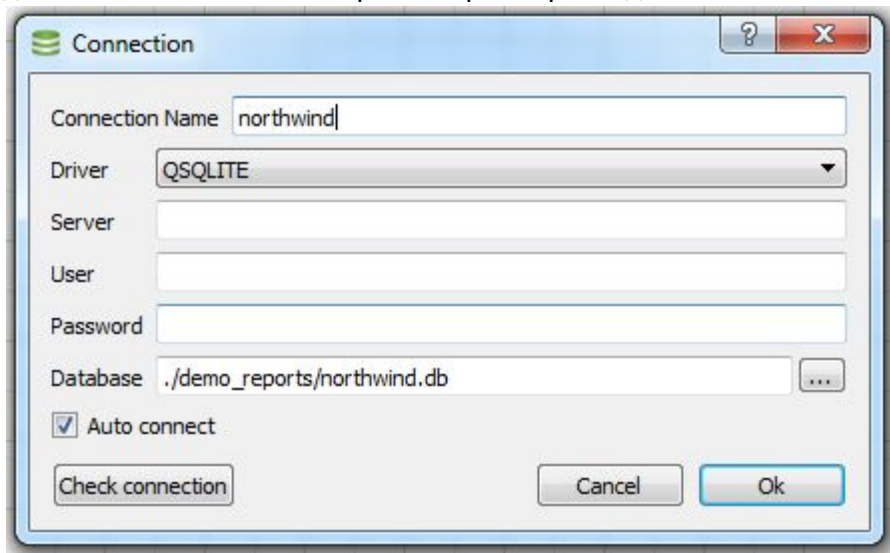 Connection
Connection Name northwind
Driver QSQLITE
Server
User
Password
Database ./demo_reports/northwind.db ...
Auto connect
Check connection Cancel Ok